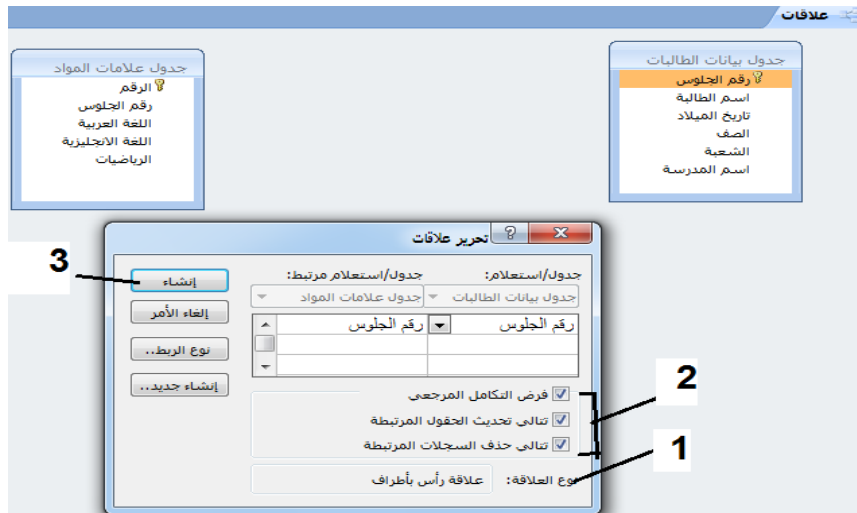 علاقات
جدول بيانات الطالبات
رقم الجلوس
اسم الطالبة
تاريخ الميلاد
الصف
الشعبة
اسم المدرسة
جدول علامات المواد
الرقم
رقم الجلوس
اللغة العربية
اللغة الانجليزية
الرياضيات
تحرير علاقات
جدول/استعلام: جدول/استعلام مرتبط:
جدول بيانات الطالبات جدول علامات المواد
رقم الجلوس رقم الجلوس
فرض التكامل المرجعي
تتالي تحديث الحقول المرتبطة
تتالي حذف السجلات المرتبطة
نوع العلاقة: علاقة رأس بأطراف
إنشاء
إلغاء الأمر
نوع الربط..
إنشاء جديد..
3
2
1